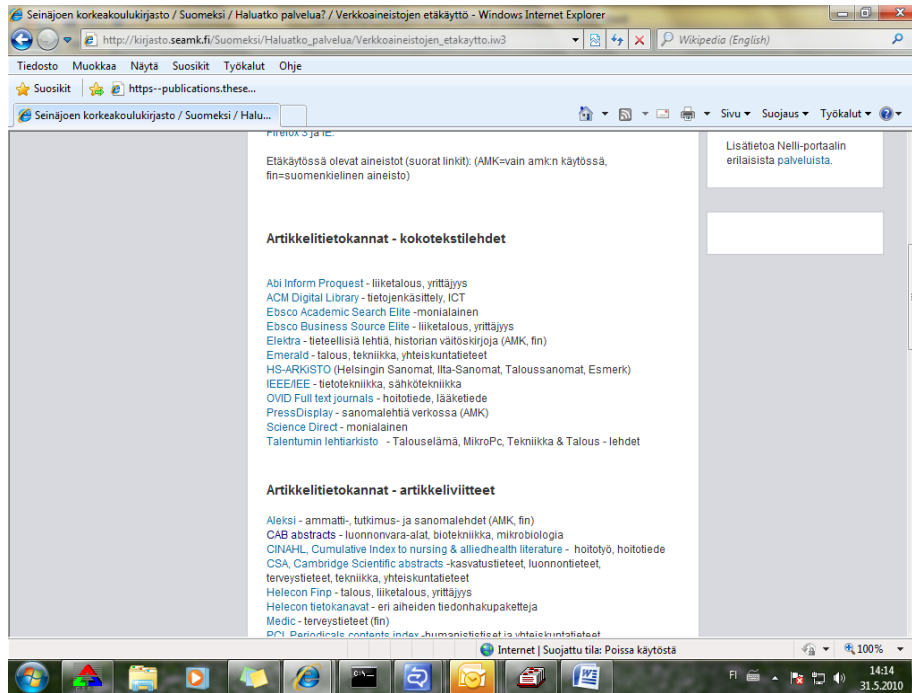 Seinäjoen korkeakoulukirjasto / Suomeksi / Haluatko palvelua? / Verkkoaineistojen etäkäyttö - Windows Internet Explorer
http://kirjasto.seamk.fi/Suomeksi/Haluatko_palvelua/Verkkoaineistojen_etakaytto.iw3
Wikipedia (English)
Tiedosto Muokkaa Näytä Suosikit Työkalut Ohje
Suosikit https--publications.these...
Seinäjoen korkeakoulukirjasto / Suomeksi / Halu...
Sivu Suojaus Työkalut
Firefox 3 ja IE.
Etäkäytössä olevat aineistot (suorat linkit): (AMK=vain amk:n käytössä,
fin=suomenkielinen aineisto)
Artikkelitietokannat - kokotekstilehdet
Abi Inform Proquest - liiketalous, yrittäjyys
ACM Digital Library - tietojenkäsittely, ICT
Ebsco Academic Search Elite -monialainen
Ebsco Business Source Elite - liiketalous, yrittäjyys
Elektra - tieteellisiä lehtiä, historian väitöskirjoja (AMK, fin)
Emerald - talous, tekniikka, yhteiskuntatieteet
HS-ARKiSTO (Helsingin Sanomat, Ilta-Sanomat, Taloussanomat, Esmerk)
IEEE/IEE - tietotekniikka, sähkötekniikka
OVID Full text journals - hoitotiede, lääketiede
PressDisplay - sanomalehtiä verkossa (AMK)
Science Direct - monialainen
Talentumin lehtiarkisto - Talouselämä, MikroPc, Tekniikka & Talous - lehdet
Artikkelitietokannat - artikkeliviitteet
Aleksi - ammatti-, tutkimus- ja sanomalehdet (AMK, fin)
CAB abstracts - luonnonvara-alat, biotekniikka, mikrobiologia
CINAHL, Cumulative Index to nursing & alliedhealth literature - hoitotyö, hoitotiede
CSA, Cambridge Scientific abstracts -kasvatustieteet, luonnontieteet,
terveystieteet, tekniikka, yhteiskuntatieteet
Helecon Finp - talous, liiketalous, yrittäjyys
Helecon tietokanavat - eri aiheiden tiedonhakupaketteja
Medic - terveystieteet (fin)
PCI, Periodicals contents index -humanististiset ja yhteiskuntatieteet
Lisätietoa Nelli-portaalin
erilaisista palveluista.
Internet | Suojattu tila: Poissa käytöstä
100%
FI
14:14
31.5.2010